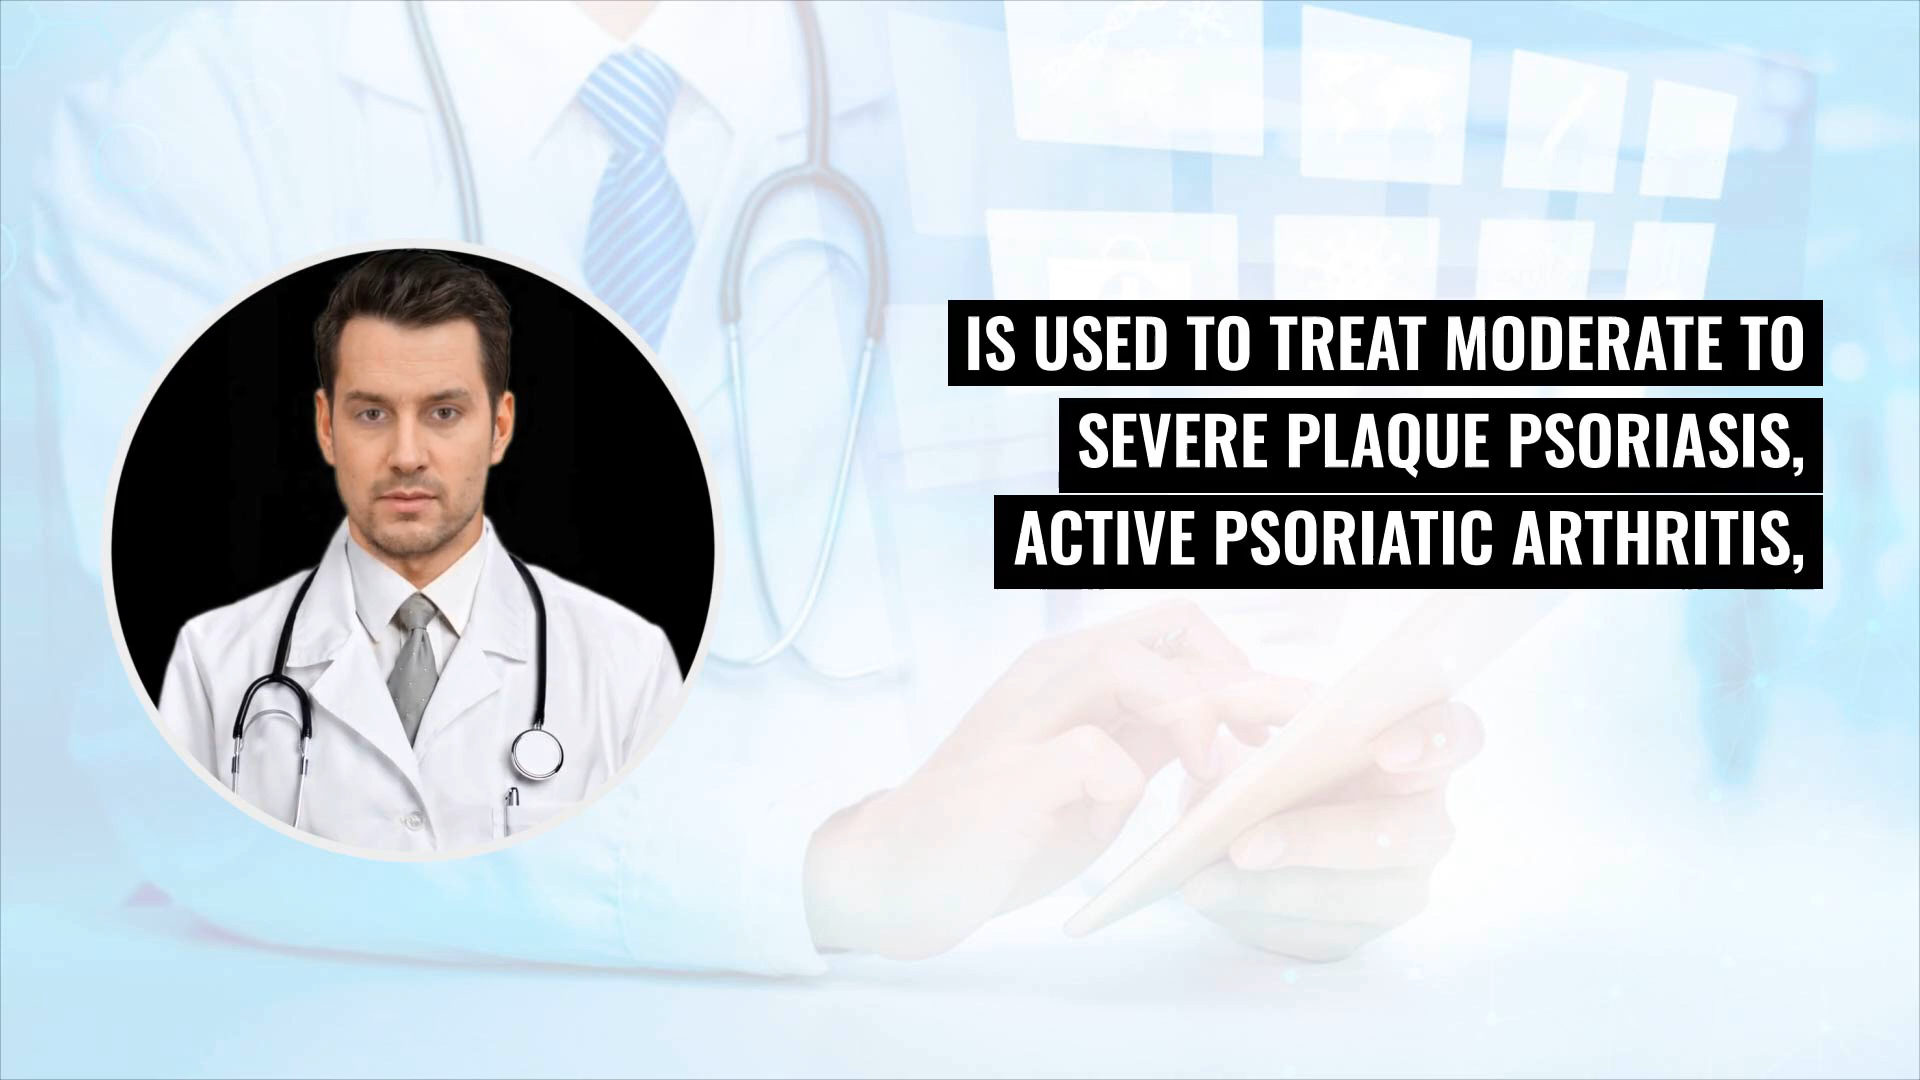 IS USED TO TREAT MODERATE TO
SEVERE PLAQUE PSORIASIS,
ACTIVE PSORIATIC ARTHRITIS,